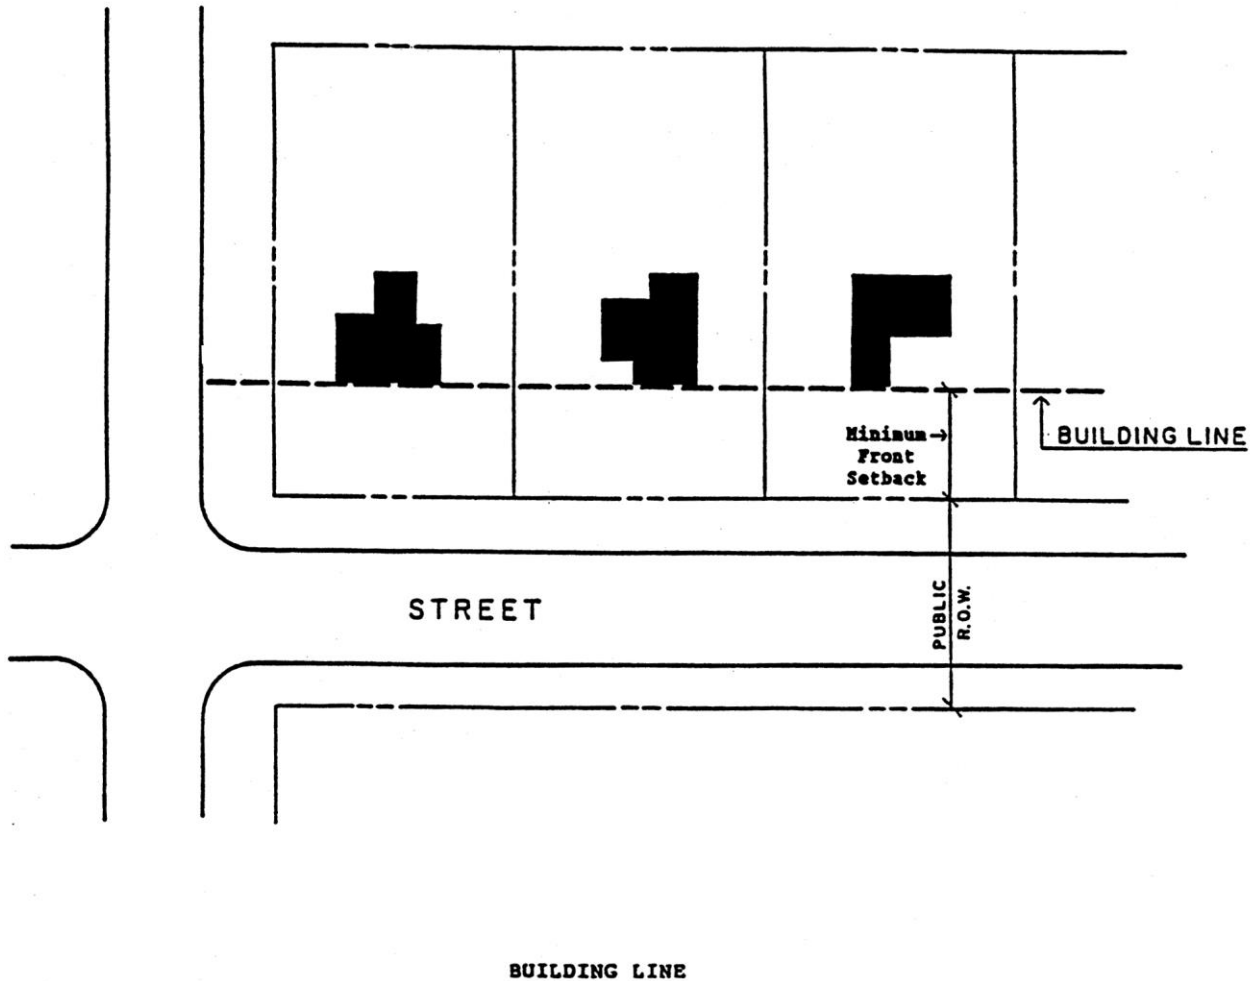 Minimum
Front
Setback
BUILDING LINE
STREET
PUBLIC
R.O.W.
BUILDING LINE